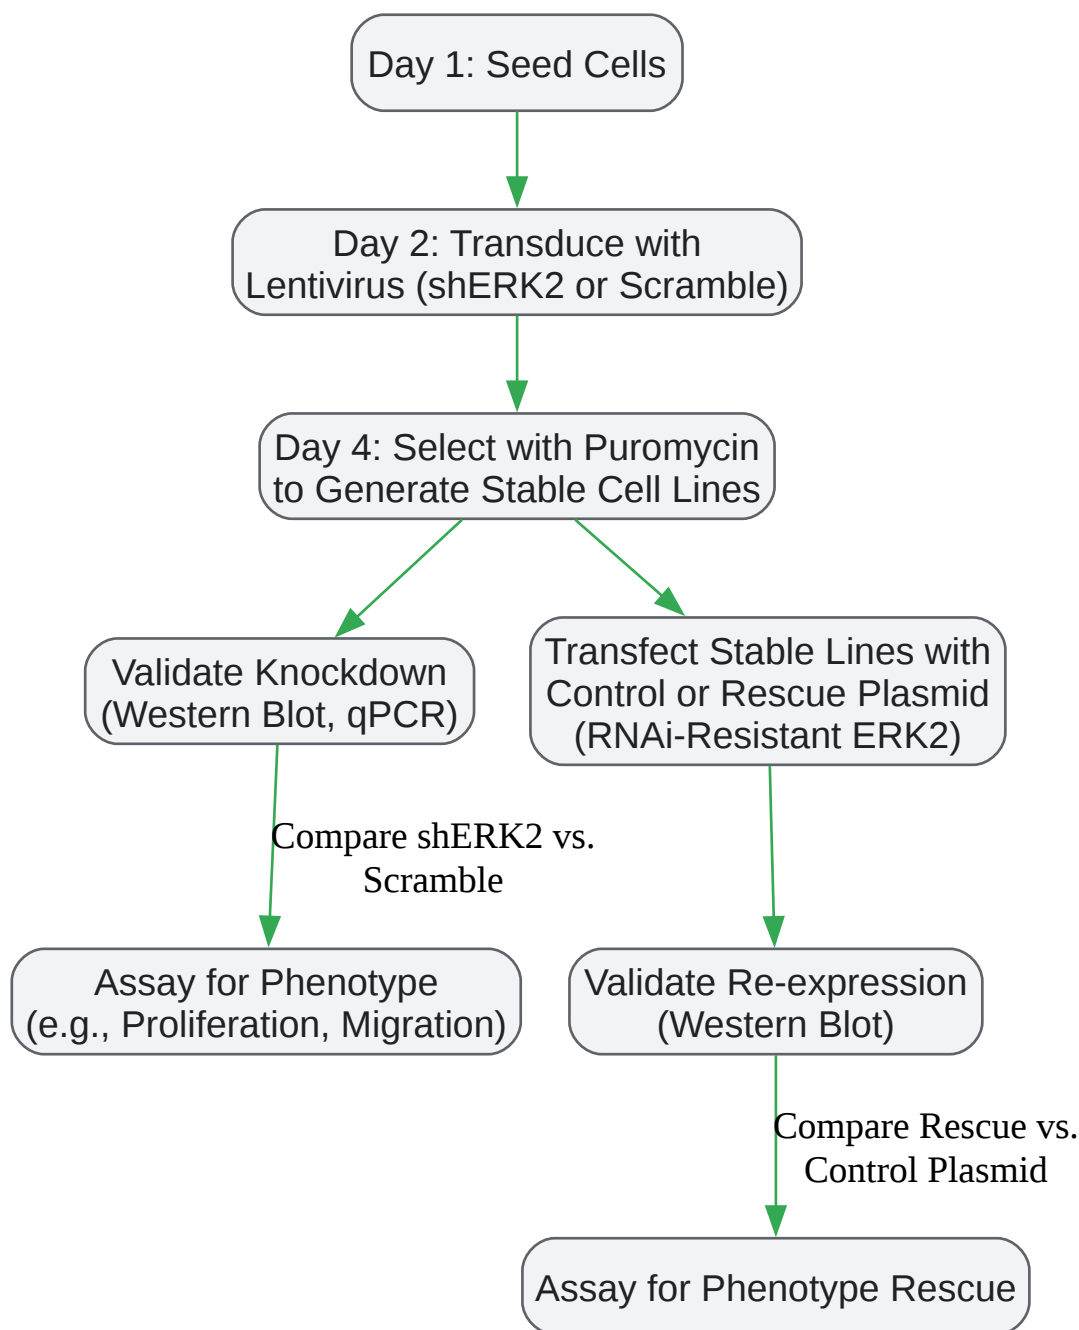 Day 1: Seed Cells
Day 2: Transduce with
Lentivirus (shERK2 or Scramble)
Day 4: Select with Puromycin
to Generate Stable Cell Lines
Validate Knockdown
(Western Blot, qPCR)
Transfect Stable Lines with
Control or Rescue Plasmid
(RNAi-Resistant ERK2)
Compare shERK2 vs.
Scramble
Assay for Phenotype
(e.g., Proliferation, Migration)
Validate Re-expression
(Western Blot)
Compare Rescue vs.
Control Plasmid
Assay for Phenotype Rescue